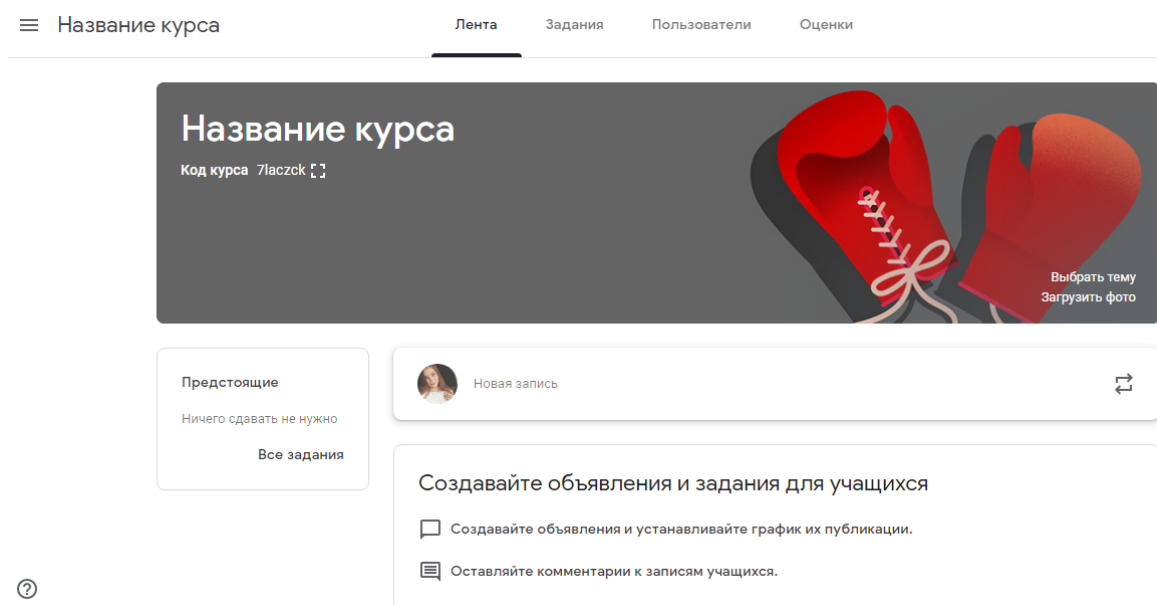 Название курса
Лента
Задания
Пользователи
Оценки
Название курса
Код курса 7laczck
Выбрать тему
Загрузить фото
Предстоящие
Ничего сдавать не нужно
Все задания
Новая запись
Создавайте объявления и задания для учащихся
Создавайте объявления и устанавливайте график их публикации.
Оставляйте комментарии к записям учащихся.